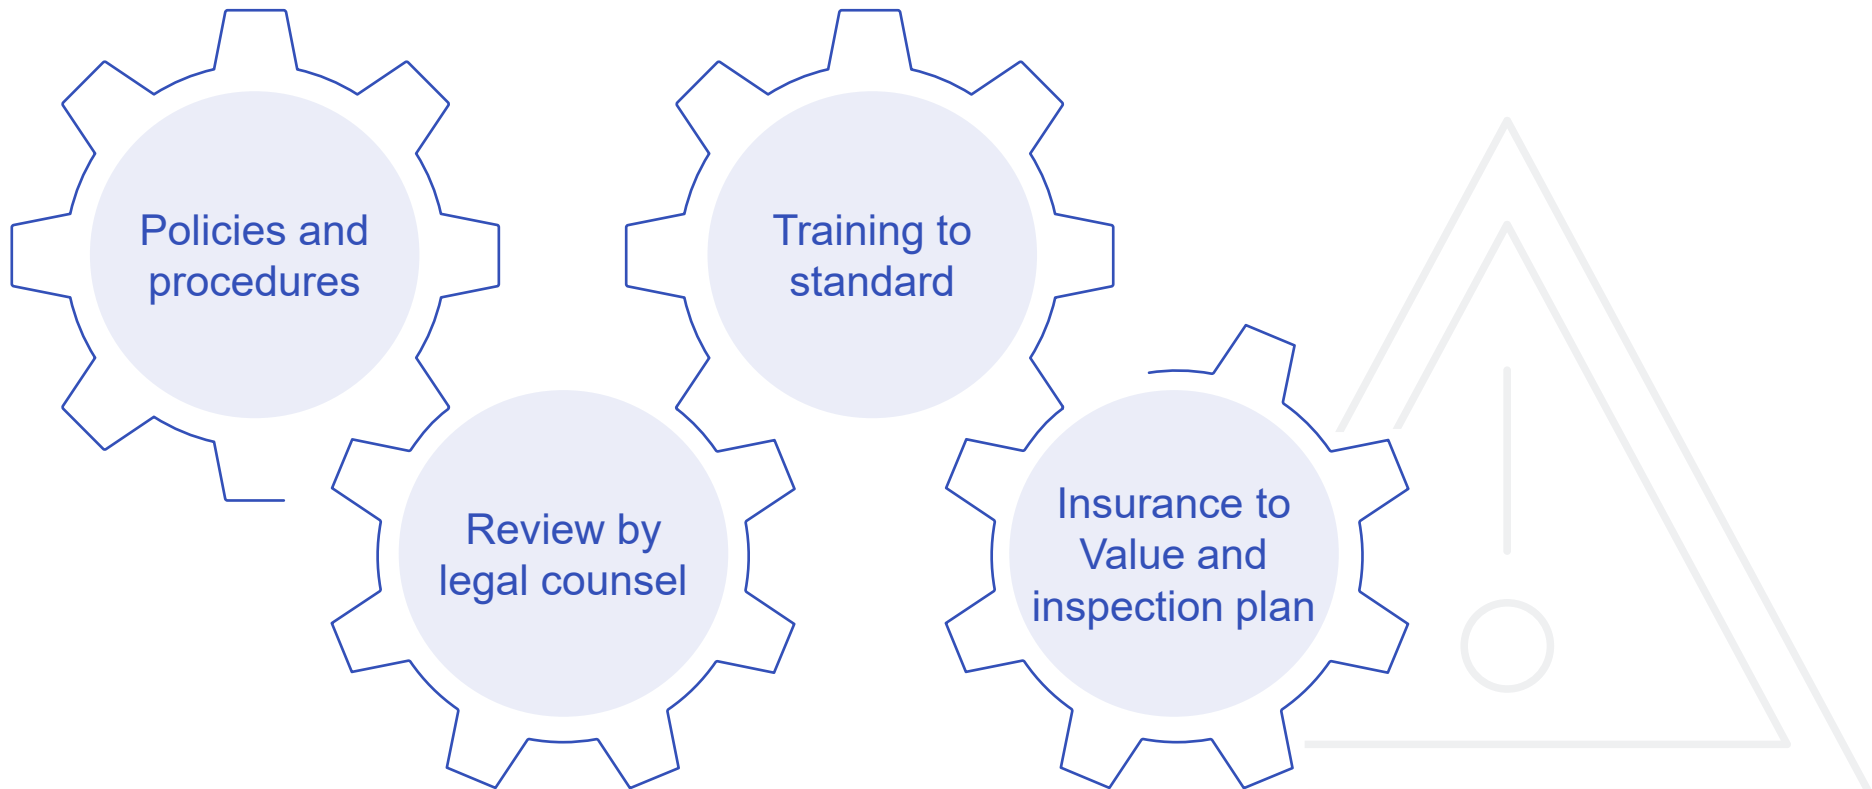 Policies and
procedures
Review by
legal counsel
Training to
standard
Insurance to
Value and
inspection plan